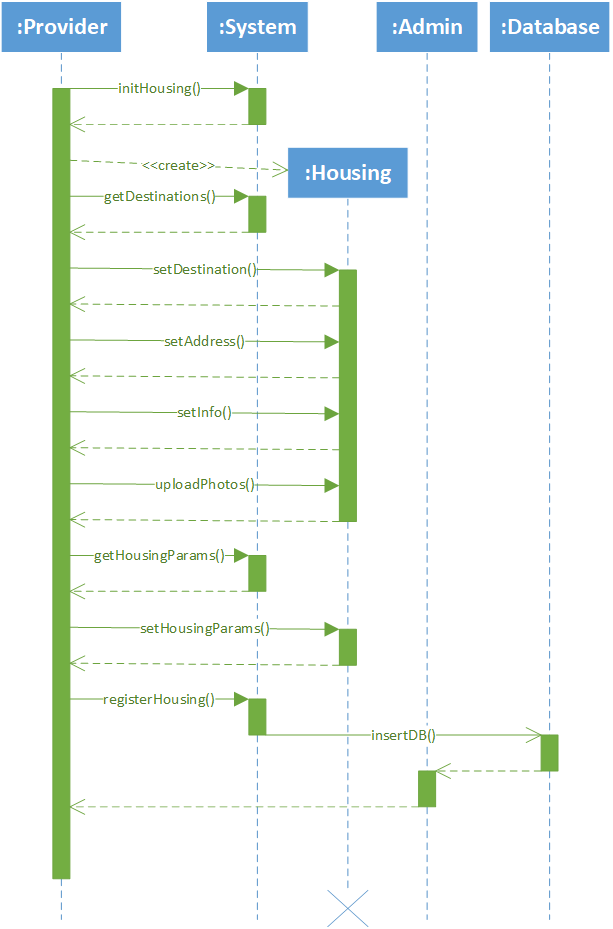 :Provider
:System
:Admin
:Database
initHousing()
<<create>>
:Housing
getDestinations()
setDestination()
setAddress()
setInfo()
uploadPhotos()
getHousingParams()
setHousingParams()
registerHousing()
insertDB()